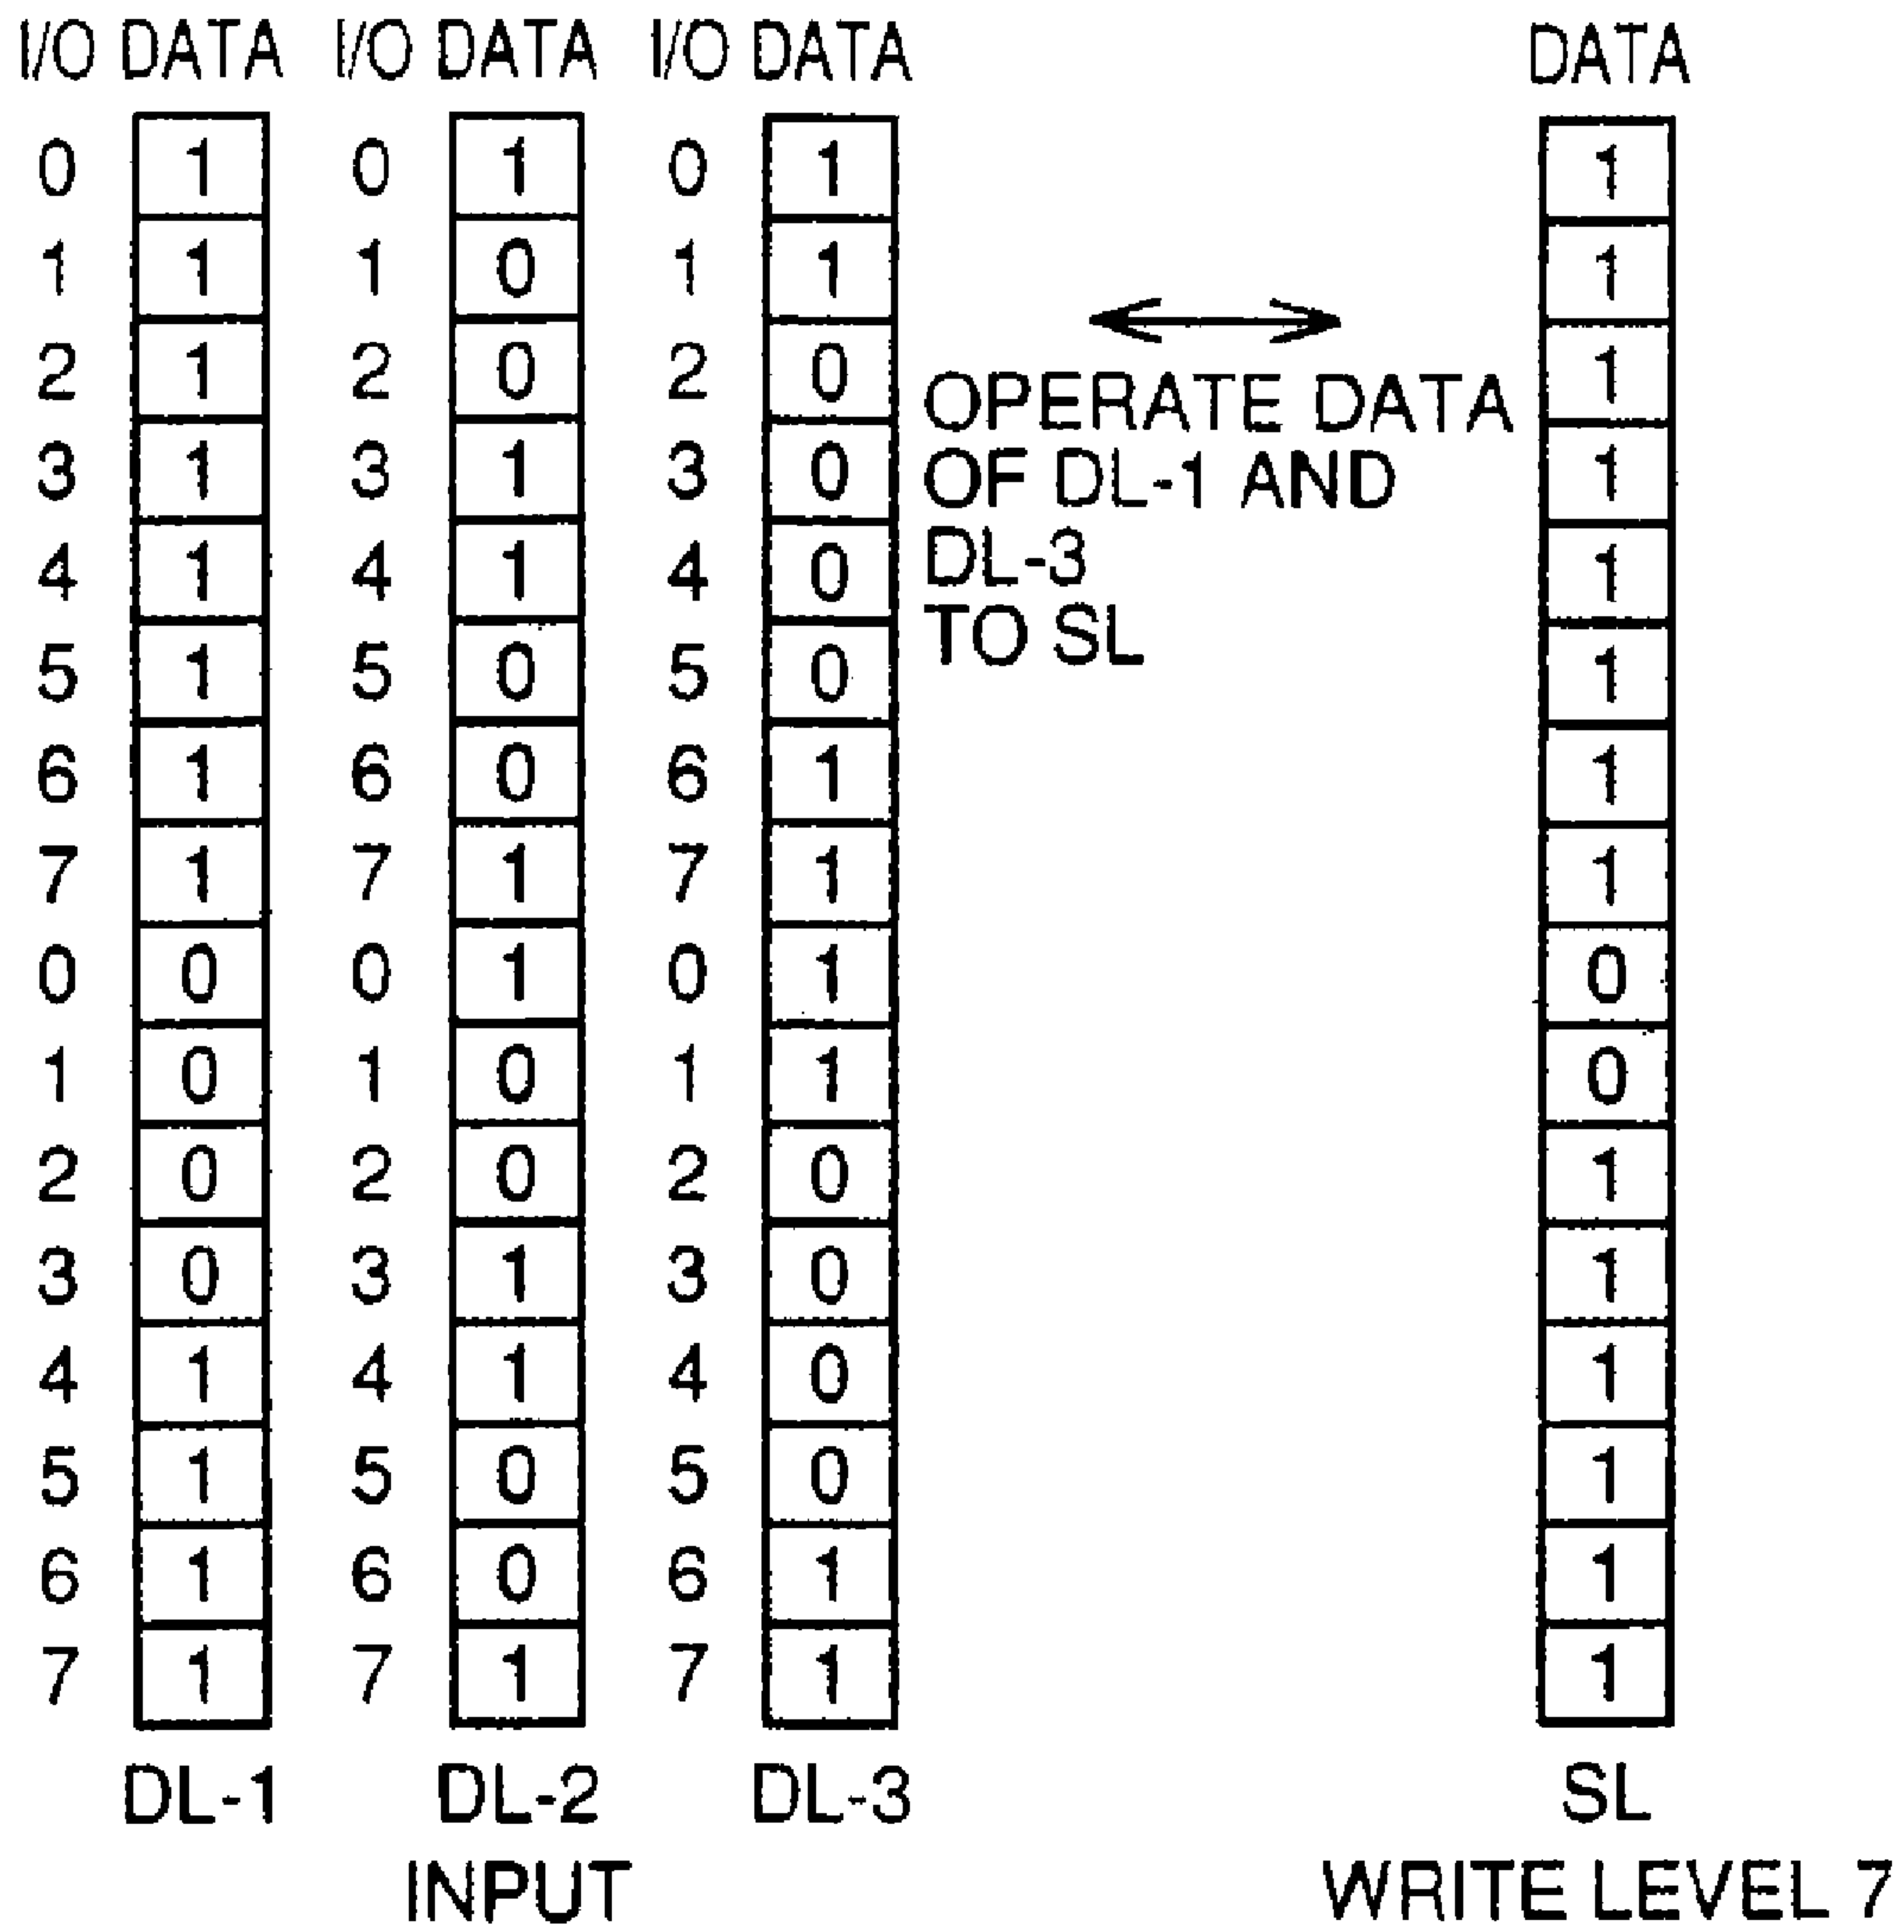 I/O DATA I/O DATA I/O DATA DATA
0 1 0 1 0 1 1
1 1 1 0 1 1 1
2 1 2 0 2 0 1
3 1 3 1 3 0 1
4 1 4 1 4 0 1
5 1 5 0 5 0 1
6 1 6 0 6 1 1
7 1 7 1 7 1 1
0 0 0 1 0 1 0
1 0 1 0 1 1 0
2 0 2 0 2 0 1
3 0 3 1 3 0 1
4 1 4 1 4 0 1
5 1 5 0 5 0 1
6 1 6 0 6 1 1
7 1 7 1 7 1 1
OPERATE DATA
OF DL-1 AND
DL-3
TO SL
DL-1 DL-2 DL-3 SL
INPUT WRITE LEVEL 7